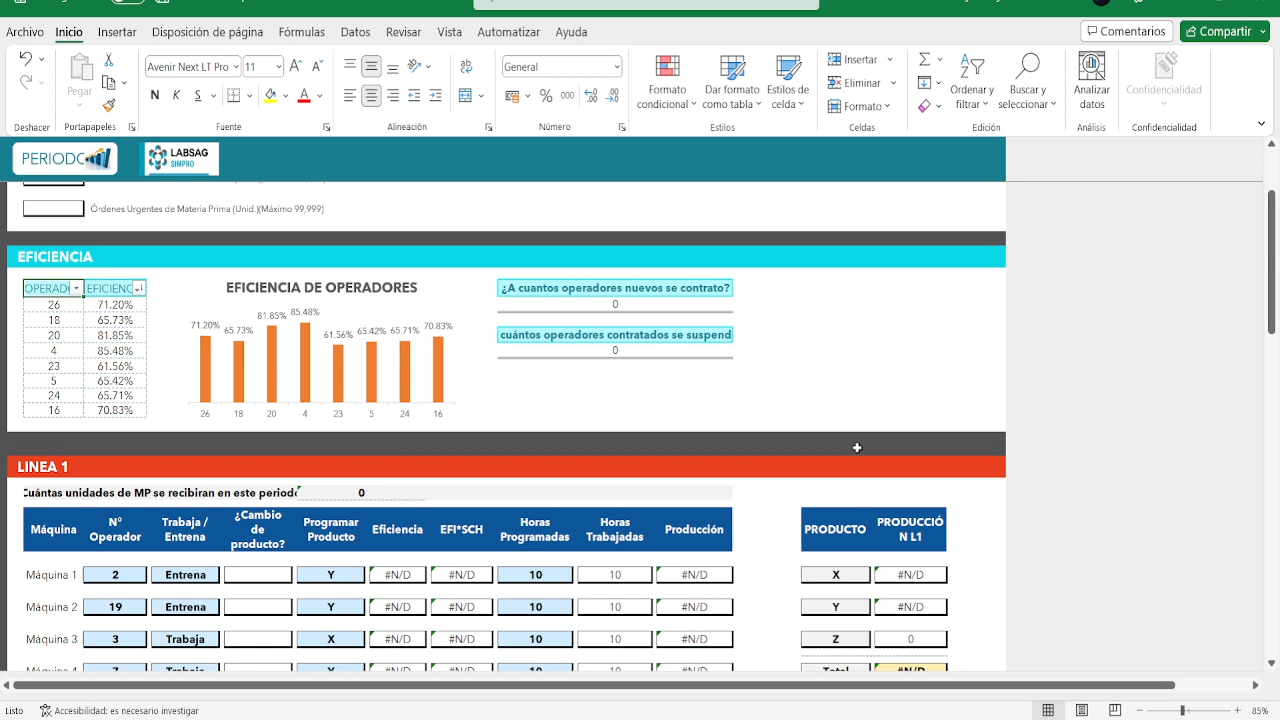 Archivo Inicio Insertar Disposición de página Fórmulas Datos Revisar Vista Automatizar Ayuda Comentarios Compartir
Pegar
Avenir Next LT Pro 11
N K S
General
% 000
Formato condicional
Dar formato como tabla
Estilos de celda
Insertar
Eliminar
Formato
Ordenar y filtrar
Buscar y seleccionar
Analizar datos
Confidencialidad
Deshacer Portapapeles Fuente Alineación Número Estilos Celdas Edición Análisis Confidencialidad
PERIODO LABSAG
SIMPRO
Órdenes Urgentes de Materia Prima (Unid.)(Máximo 99,999)
EFICIENCIA
OPERAD EFICIENC
26 71.20%
18 65.73%
20 81.85%
4 85.48%
23 61.56%
5 65.42%
24 65.71%
16 70.83%
EFICIENCIA DE OPERADORES
71.20% 65.73% 81.85% 85.48% 61.56% 65.42% 65.71% 70.83%
26 18 20 4 23 5 24 16
¿A cuantos operadores nuevos se contrato?
0
cuántos operadores contratados se suspend
0
LINEA 1
Cuántas unidades de MP se recibiran en este periodo 0
Máquina N° Operador Trabaja / Entrena ¿Cambio de producto? Programar Producto Eficiencia EFI*SCH Horas Programadas Horas Trabajadas Producción PRODUCTO PRODUCCIÓN L1
Máquina 1 2 Entrena Y #N/D #N/D 10 10 #N/D X #N/D
Máquina 2 19 Entrena Y #N/D #N/D 10 10 #N/D Y #N/D
Máquina 3 3 Trabaja X #N/D #N/D 10 10 #N/D Z 0
Máquina 4 7 Trabaja Y #N/D #N/D 10 10 #N/D Total #N/D
Listo Accesibilidad: es necesario investigar 85%